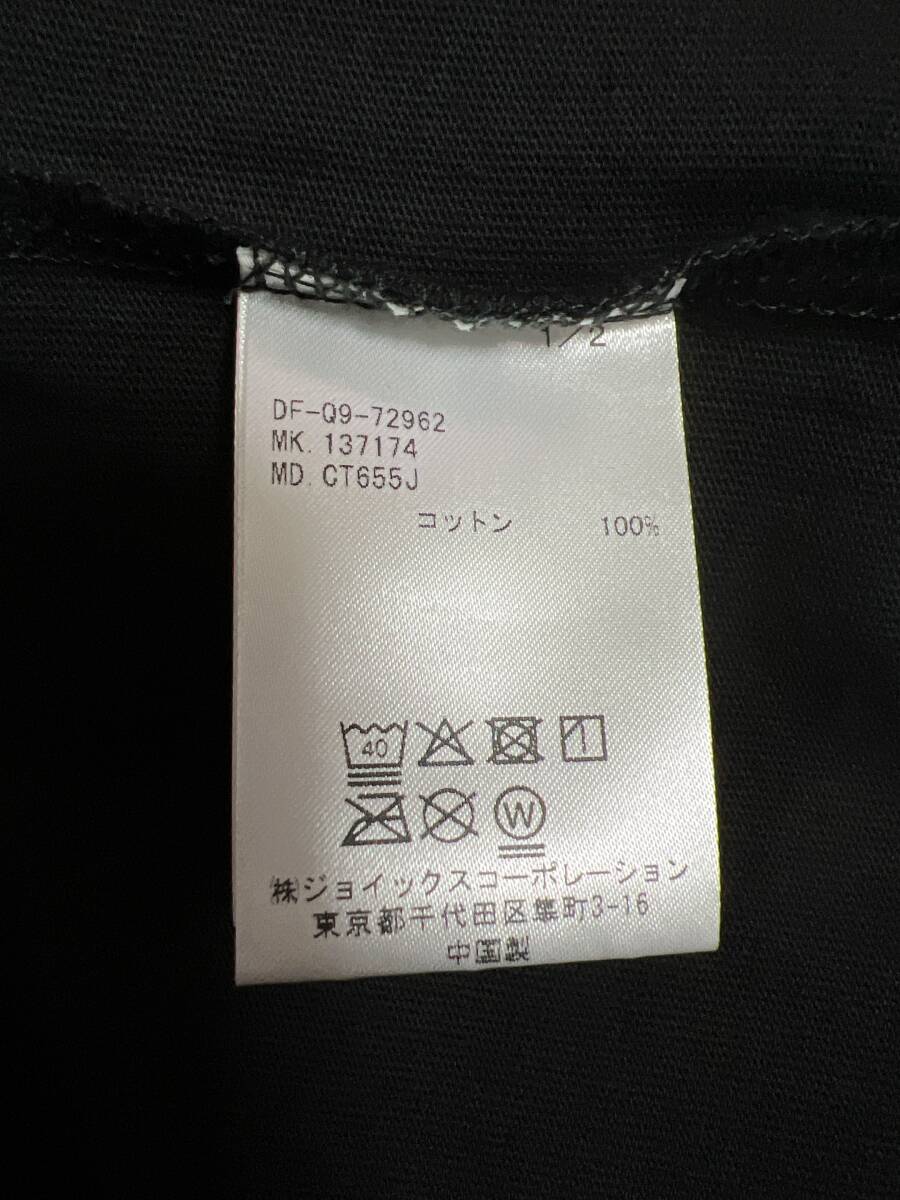 1/2
DF-Q9-72962
MK. 137174
MD. CT655J
コットン 100%
40
W
㈱ジョイックスコーポレーション
東京都千代田区隼町3-16
中国製